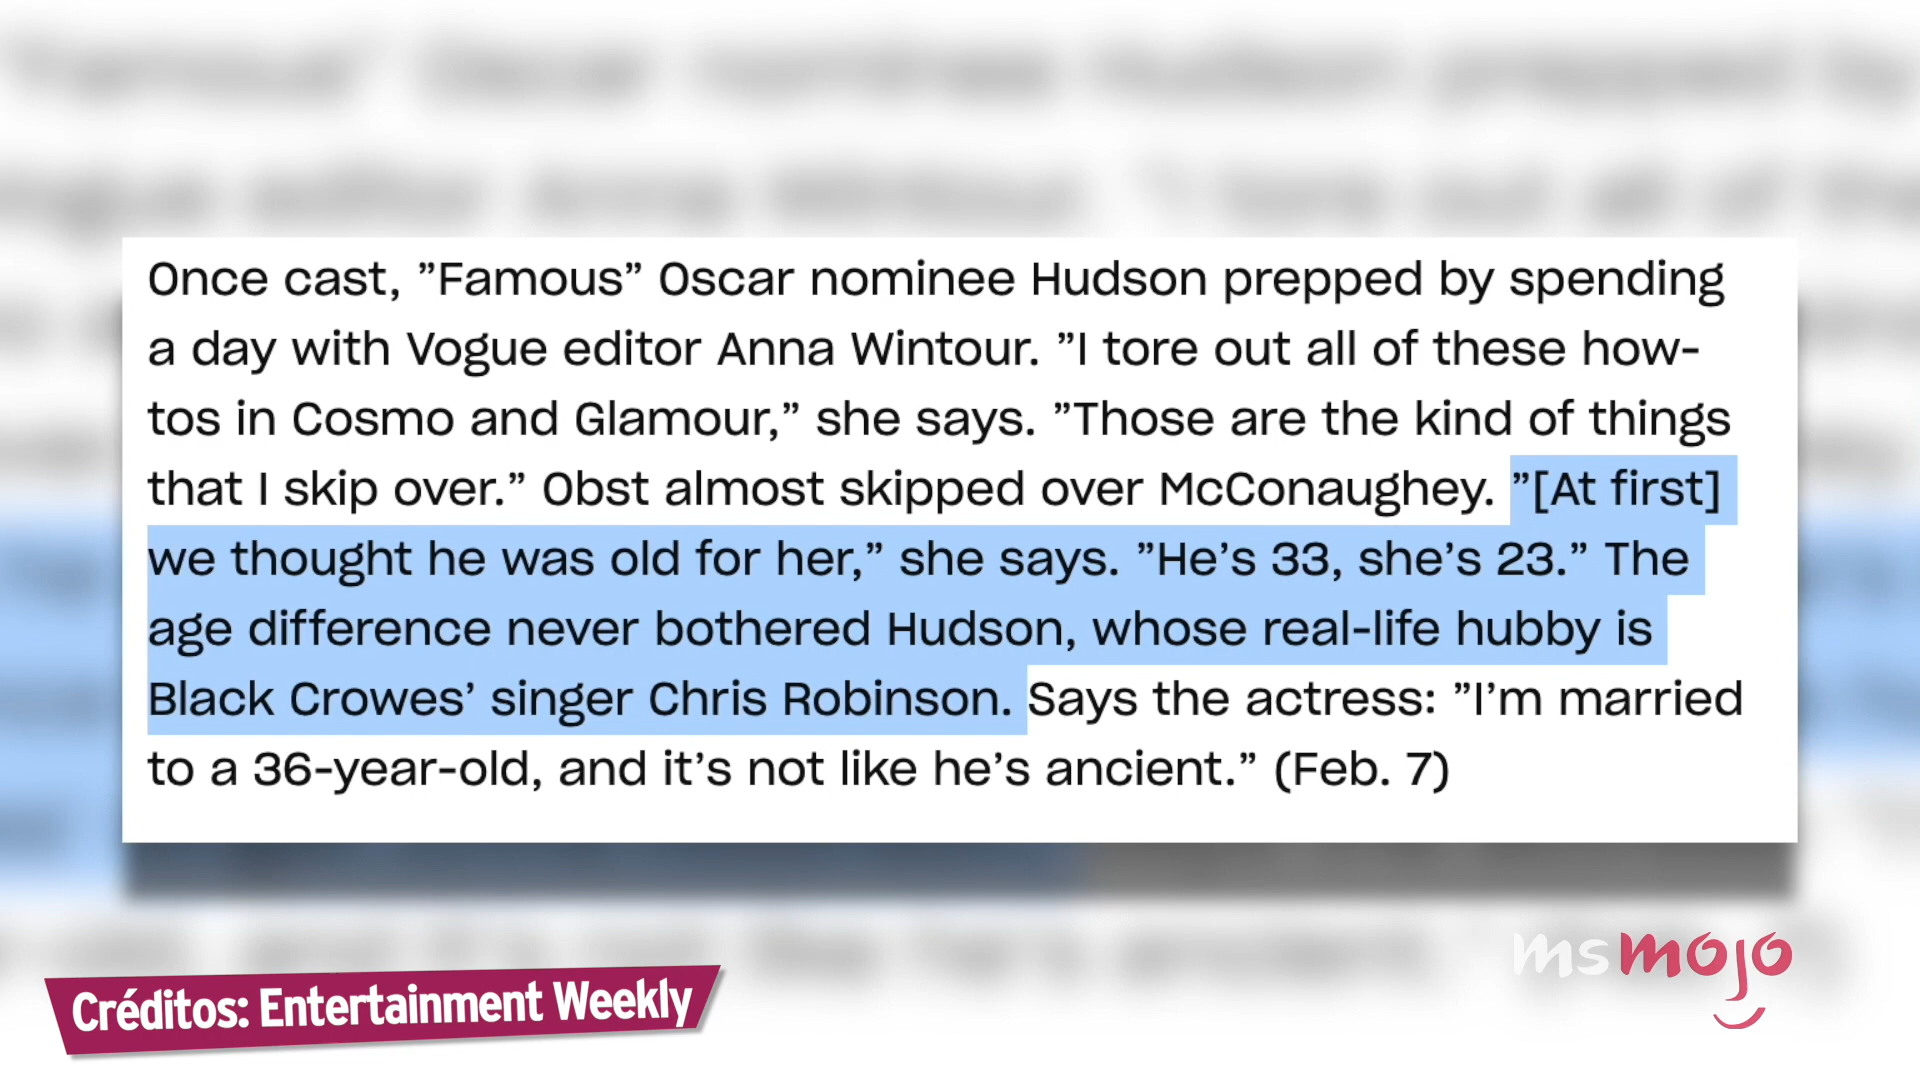 Once cast, ”Famous” Oscar nominee Hudson prepped by spending
a day with Vogue editor Anna Wintour. ”I tore out all of these how-
tos in Cosmo and Glamour,” she says. ”Those are the kind of things
that I skip over.” Obst almost skipped over McConaughey. ”[At first]
we thought he was old for her,” she says. ”He’s 33, she’s 23.” The
age difference never bothered Hudson, whose real-life hubby is
Black Crowes’ singer Chris Robinson. Says the actress: ”I’m married
to a 36-year-old, and it’s not like he’s ancient.” (Feb. 7)
msmojo
Créditos: Entertainment Weekly